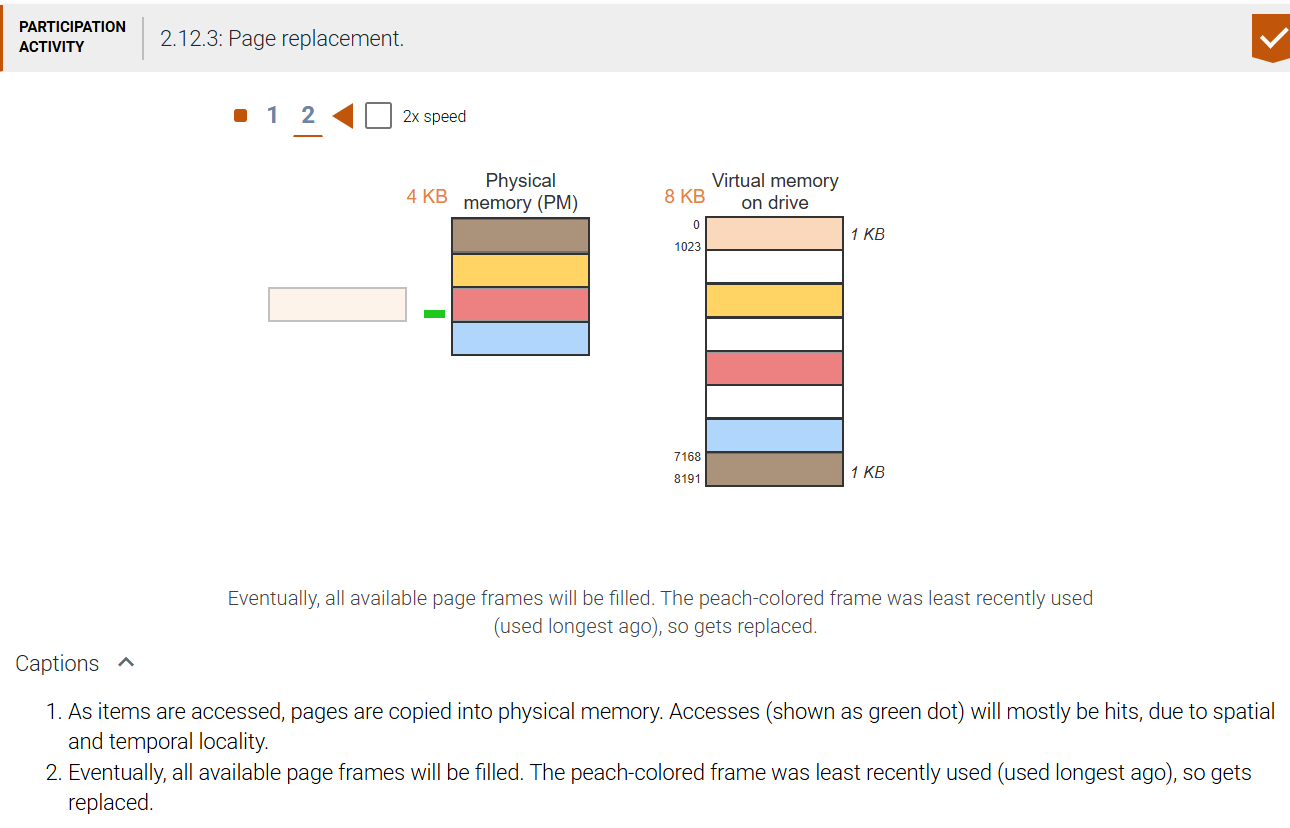 PARTICIPATION
ACTIVITY
2.12.3: Page replacement.
1 2 2x speed
4 KB
Physical
memory (PM)
8 KB
Virtual memory
on drive
0
1023
1 KB
7168
8191
1 KB
Eventually, all available page frames will be filled. The peach-colored frame was least recently used
(used longest ago), so gets replaced.
Captions
1. As items are accessed, pages are copied into physical memory. Accesses (shown as green dot) will mostly be hits, due to spatial
and temporal locality.
2. Eventually, all available page frames will be filled. The peach-colored frame was least recently used (used longest ago), so gets
replaced.